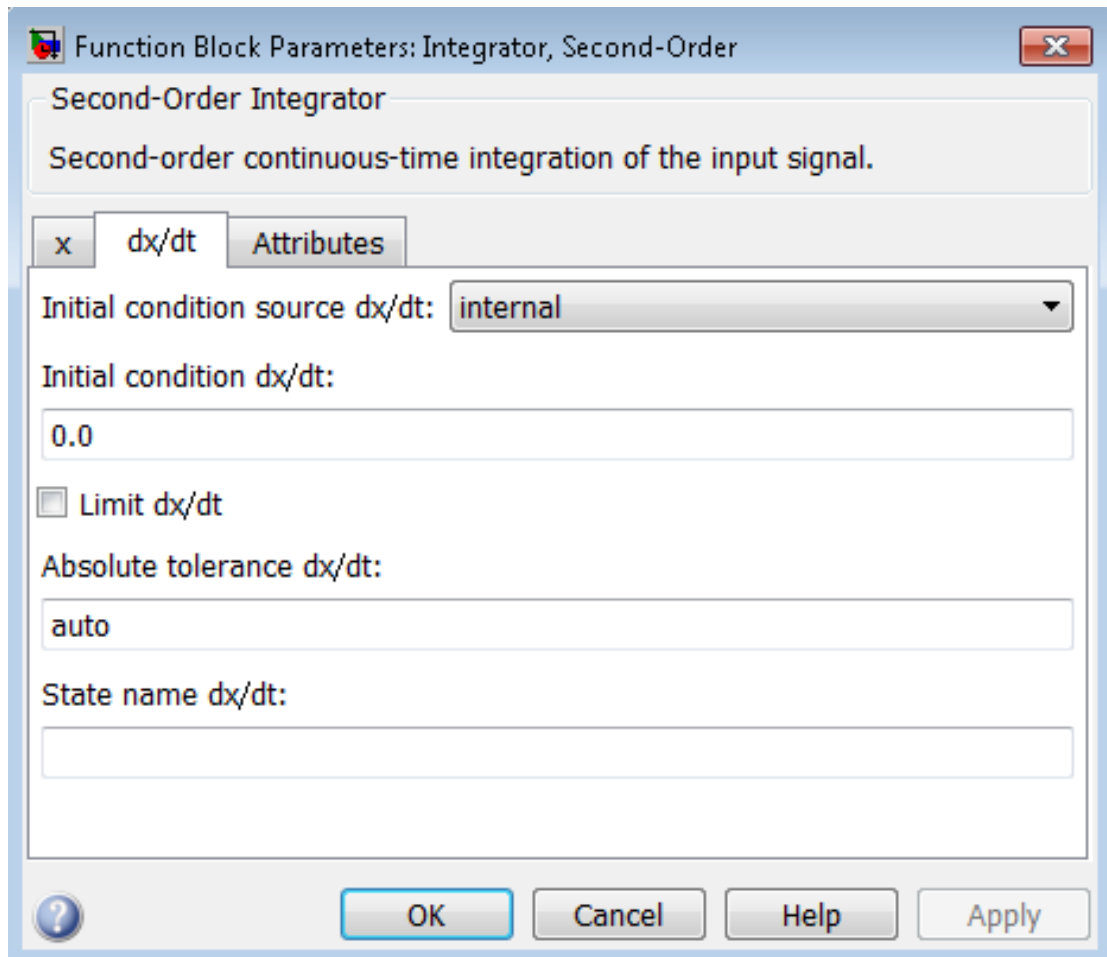 Function Block Parameters: Integrator, Second-Order
Second-Order Integrator
Second-order continuous-time integration of the input signal.
x dx/dt Attributes
Initial condition source dx/dt: internal
Initial condition dx/dt:
0.0
Limit dx/dt
Absolute tolerance dx/dt:
auto
State name dx/dt:
? OK Cancel Help Apply